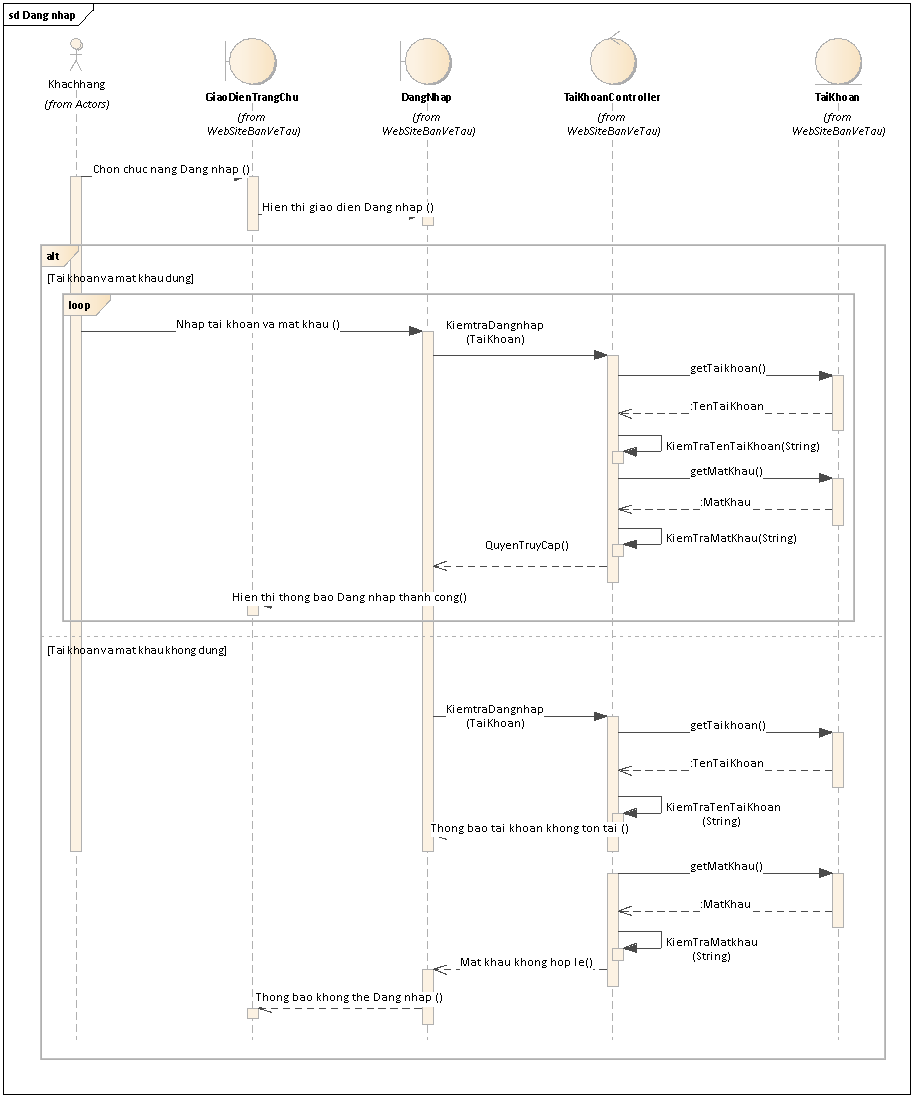 sd Dang nhap
Khachhang
(from Actors)
GiaoDienTrangChu
(from
WebSiteBanVeTau)
DangNhap
(from
WebSiteBanVeTau)
TaiKhoanController
(from
WebSiteBanVeTau)
TaiKhoan
(from
WebSiteBanVeTau)
Chon chuc nang Dang nhap ()
Hien thi giao dien Dang nhap ()
alt
[Tai khoan va mat khau dung]
loop
Nhap tai khoan va mat khau ()
KiemtraDangnhap
(TaiKhoan)
getTaikhoan()
:TenTaiKhoan
KiemTraTenTaiKhoan(String)
getMatKhau()
:MatKhau
KiemTraMatKhau(String)
QuyenTruyCap()
Hien thi thong bao Dang nhap thanh cong()
[Tai khoan va mat khau khong dung]
KiemtraDangnhap
(TaiKhoan)
getTaikhoan()
:TenTaiKhoan
KiemTraTenTaiKhoan
(String)
Thong bao tai khoan khong ton tai ()
getMatKhau()
:MatKhau
KiemTraMatkhau
(String)
Mat khau khong hop le()
Thong bao khong the Dang nhap ()